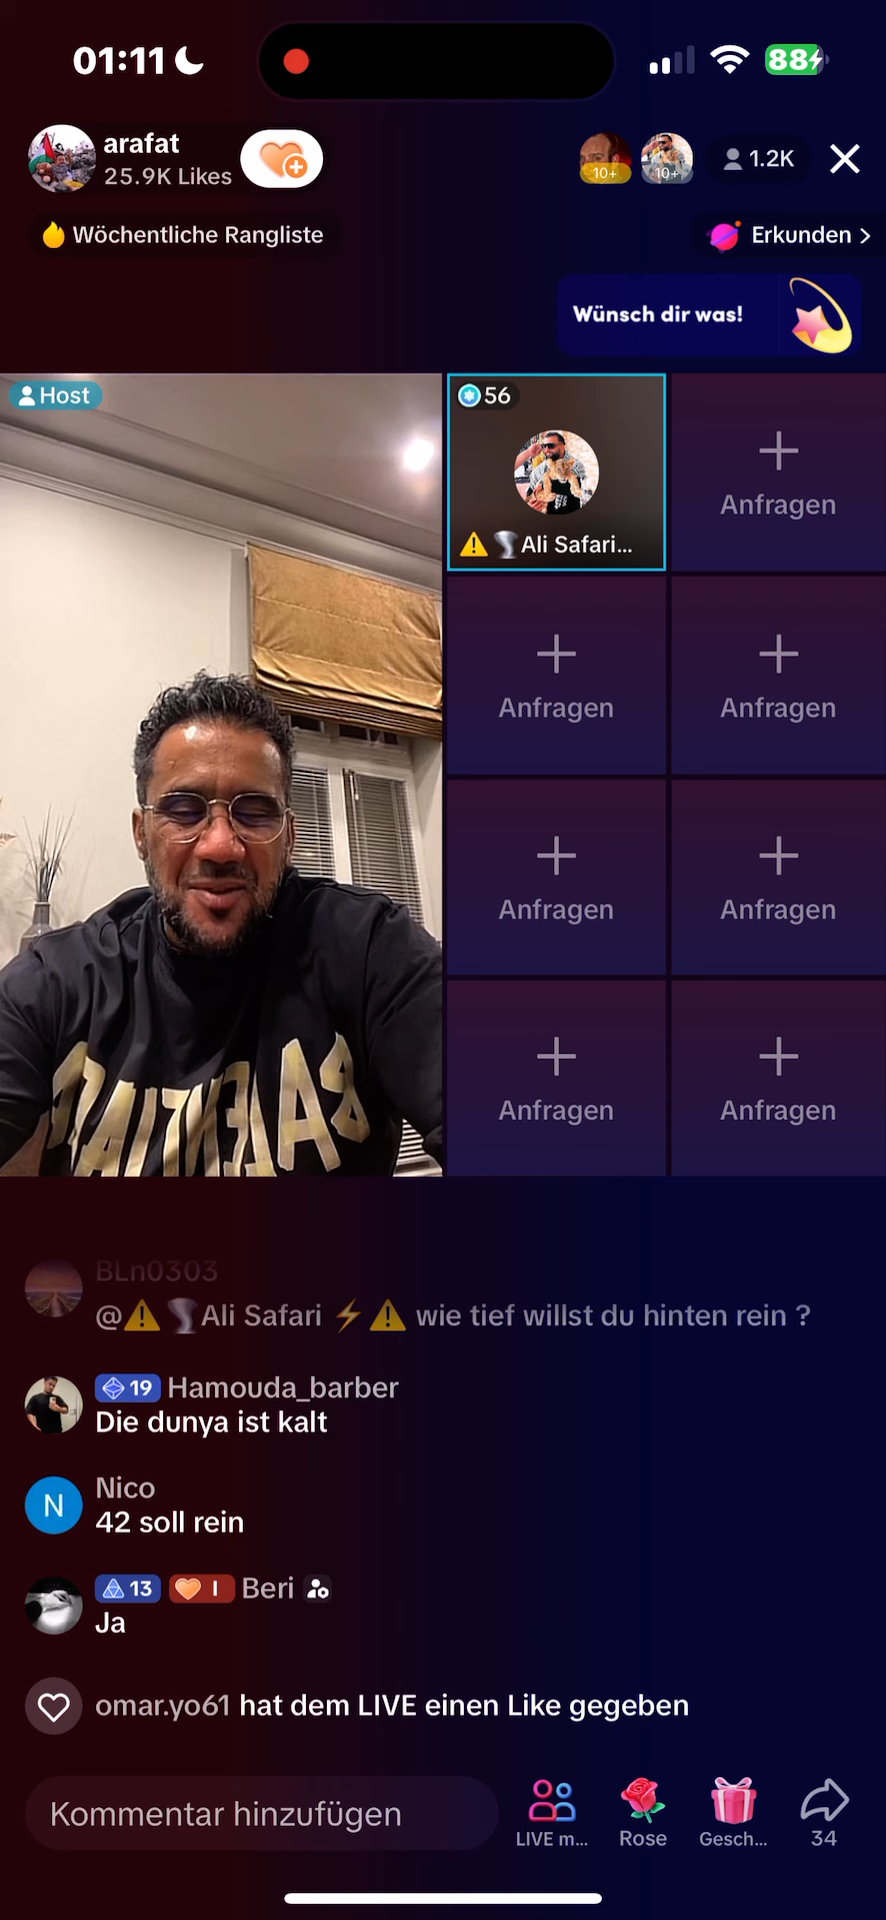 01:11
88
arafat
25.9K Likes
10+
10+
1.2K
Wöchentliche Rangliste
Erkunden >
Wünsch dir was!
Host
56
Ali Safari...
Anfragen
Anfragen
Anfragen
Anfragen
Anfragen
Anfragen
Anfragen
BALENCIAGA
BLn0303
@⚠️🌪️Ali Safari ⚡⚠️ wie tief willst du hinten rein ?
19 Hamouda_barber
Die dunya ist kalt
N
Nico
42 soll rein
13 I Beri
Ja
omar.yo61 hat dem LIVE einen Like gegeben
Kommentar hinzufügen
LIVE m...
Rose
Gesch...
34